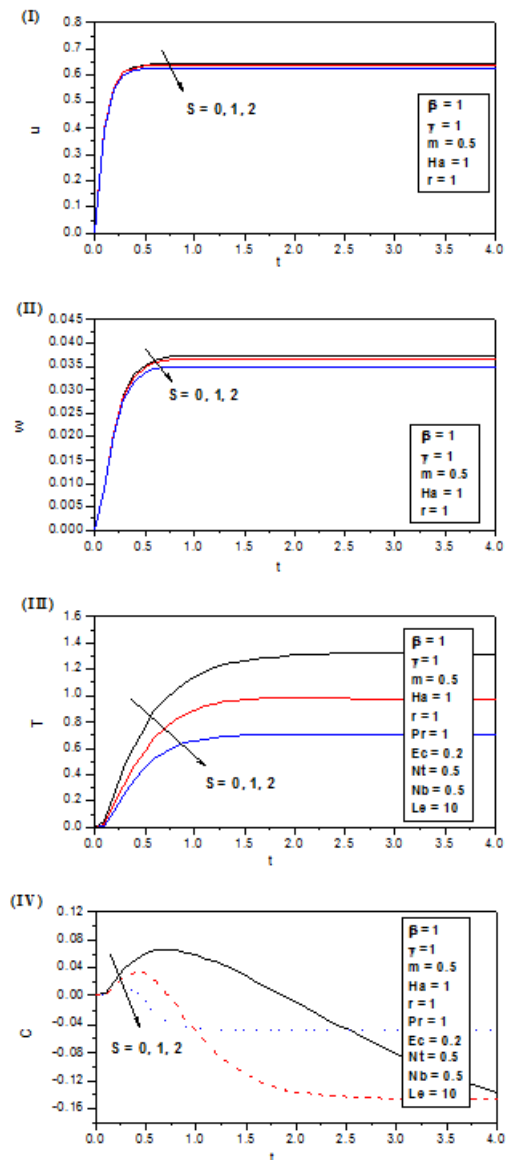 (I)
0.8
0.7
0.6
0.5
0.4
0.3
0.2
0.1
0.0
u
S = 0, 1, 2
β = 1
γ = 1
m = 0.5
Ha = 1
r = 1
0.0 0.5 1.0 1.5 2.0 2.5 3.0 3.5 4.0
t
(II)
0.045
0.040
0.035
0.030
0.025
0.020
0.015
0.010
0.005
0.000
w
S = 0, 1, 2
β = 1
γ = 1
m = 0.5
Ha = 1
r = 1
0.0 0.5 1.0 1.5 2.0 2.5 3.0 3.5 4.0
t
(III)
1.6
1.4
1.2
1.0
0.8
0.6
0.4
0.2
0.0
T
S = 0, 1, 2
β = 1
γ = 1
m = 0.5
Ha = 1
r = 1
Pr = 1
Ec = 0.2
Nt = 0.5
Nb = 0.5
Le = 10
0.0 0.5 1.0 1.5 2.0 2.5 3.0 3.5 4.0
t
(IV)
0.12
0.08
0.04
0.00
-0.04
-0.08
-0.12
-0.16
C
S = 0, 1, 2
β = 1
γ = 1
m = 0.5
Ha = 1
r = 1
Pr = 1
Ec = 0.2
Nt = 0.5
Nb = 0.5
Le = 10
0.0 0.5 1.0 1.5 2.0 2.5 3.0 3.5 4.0
t